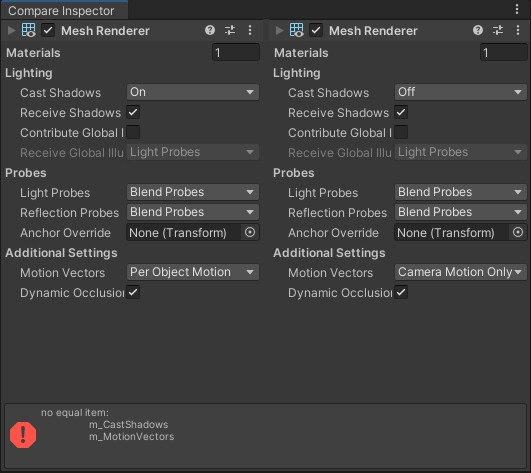 Compare Inspector
Mesh Renderer
Materials 1
Lighting
Cast Shadows On
Receive Shadows
Contribute Global I
Receive Global Illu Light Probes
Probes
Light Probes Blend Probes
Reflection Probes Blend Probes
Anchor Override None (Transform)
Additional Settings
Motion Vectors Per Object Motion
Dynamic Occlusion
Mesh Renderer
Materials 1
Lighting
Cast Shadows Off
Receive Shadows
Contribute Global I
Receive Global Illu Light Probes
Probes
Light Probes Blend Probes
Reflection Probes Blend Probes
Anchor Override None (Transform)
Additional Settings
Motion Vectors Camera Motion Only
Dynamic Occlusion
no equal item:
m_CastShadows
m_MotionVectors